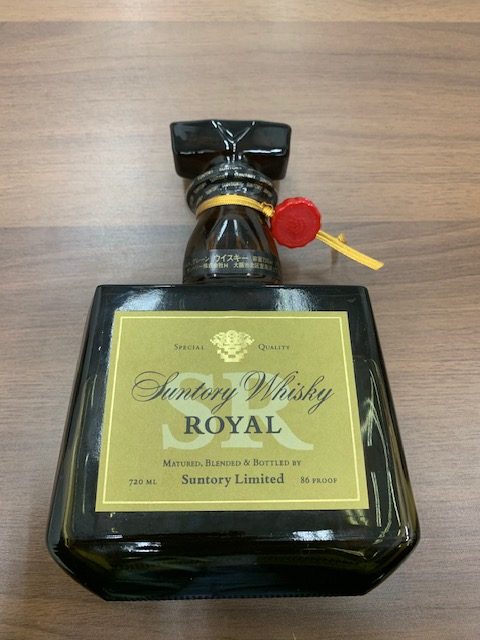 ウイスキー
SPECIAL QUALITY
SR
Suntory Whisky
ROYAL
MATURED, BLENDED & BOTTLED BY
720 ML Suntory Limited 86 PROOF